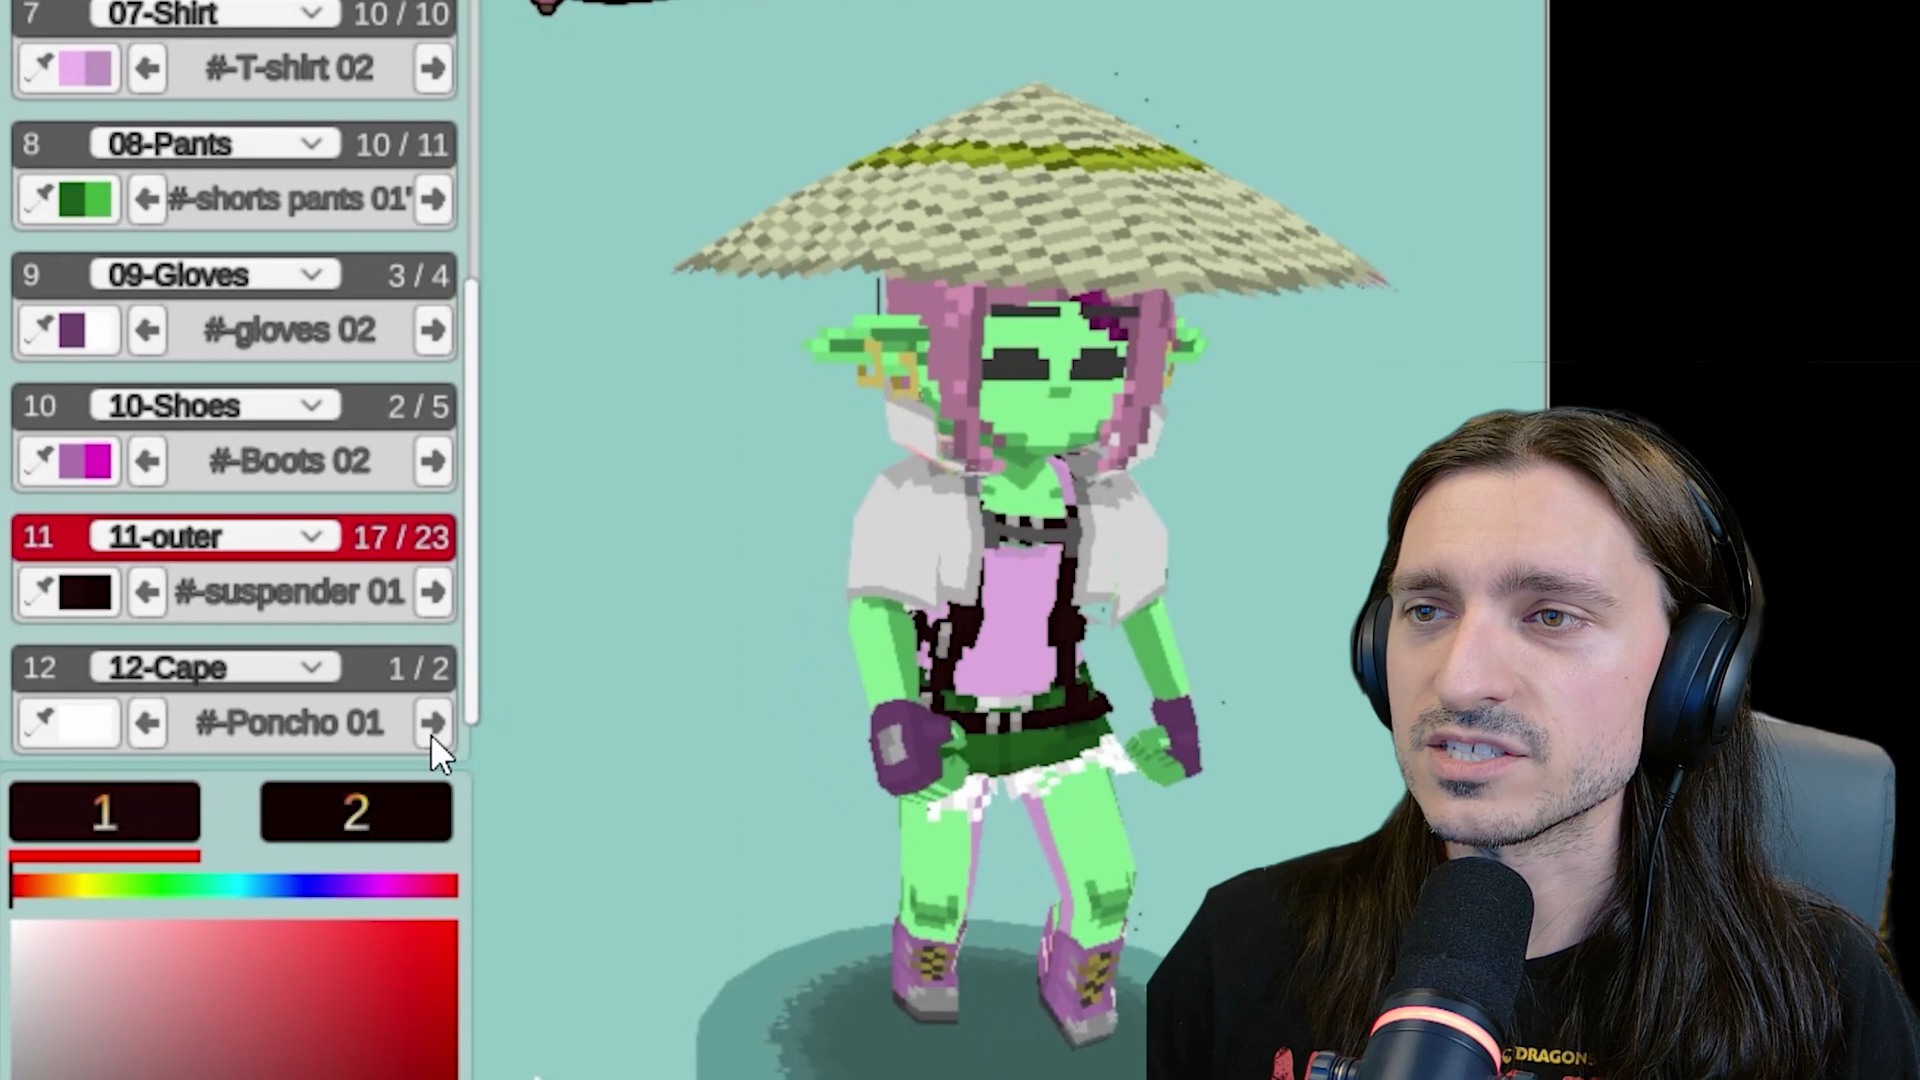 7 07-Shirt 10 / 10
#-T-shirt 02
8 08-Pants 10 / 11
#-shorts pants 01'
9 09-Gloves 3 / 4
#-gloves 02
10 10-Shoes 2 / 5
#-Boots 02
11 11-outer 17 / 23
#-suspender 01
12 12-Cape 1 / 2
#-Poncho 01
1 2
DRAGONS